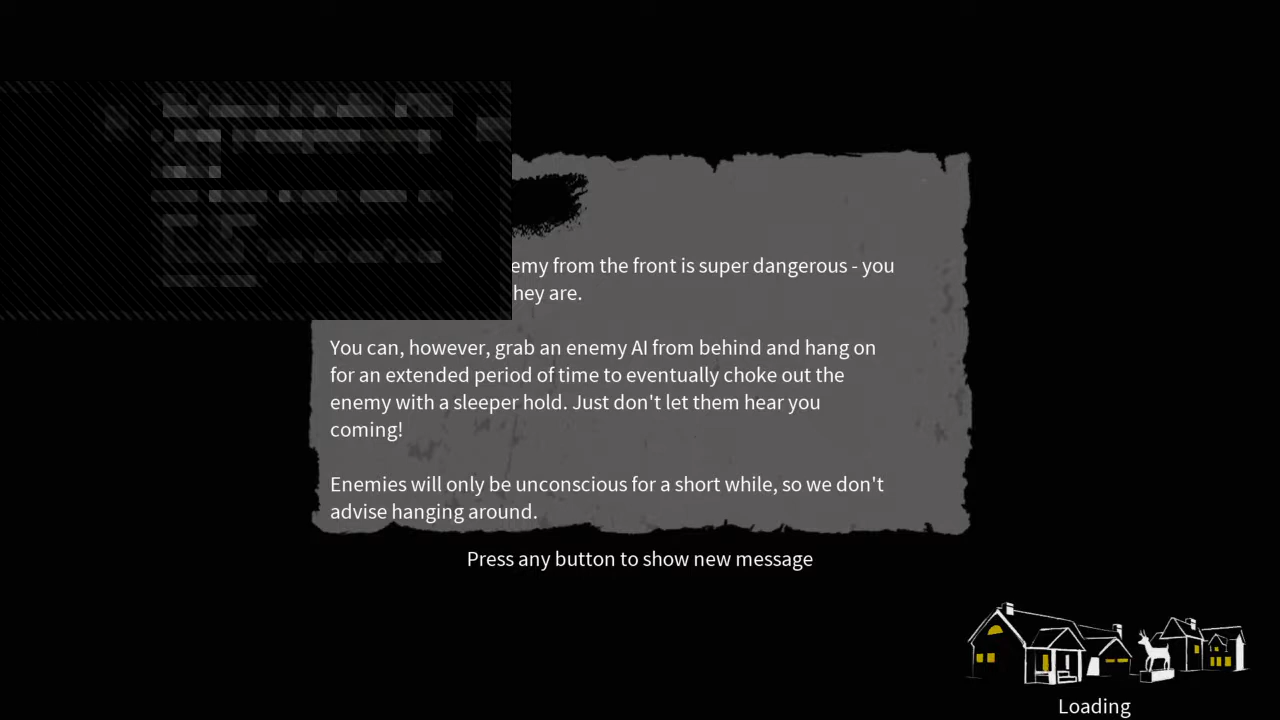 from the front is super dangerous - you
are.
You can, however, grab an enemy AI from behind and hang on
for an extended period of time to eventually choke out the
enemy with a sleeper hold. Just don't let them hear you
coming!
Enemies will only be unconscious for a short while, so we don't
advise hanging around.
Press any button to show new message
Loading